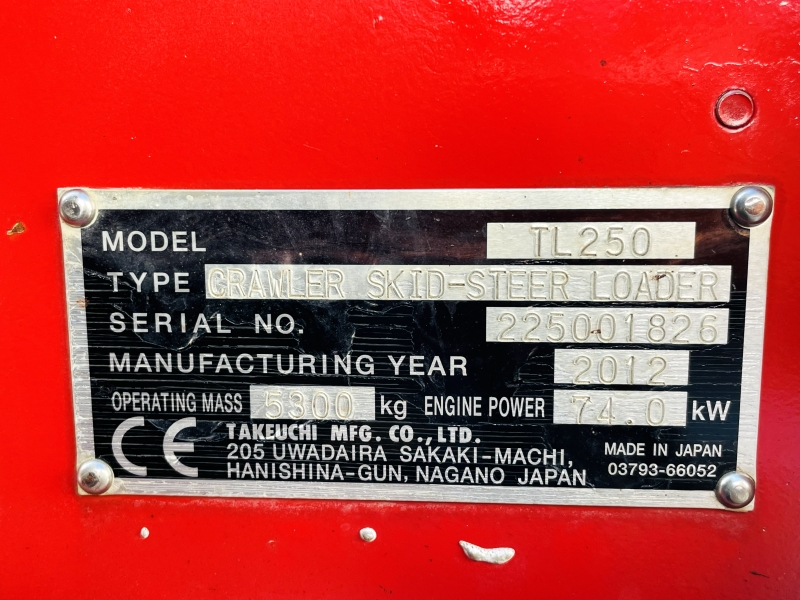 MODEL TL250
TYPE CRAWLER SKID-STEER LOADER
SERIAL NO. 225001826
MANUFACTURING YEAR 2012
OPERATING MASS 5300 kg ENGINE POWER 74.0 kW
CE TAKEUCHI MFG. CO., LTD.
205 UWADAIRA SAKAKI-MACHI, MADE IN JAPAN
HANISHINA-GUN, NAGANO JAPAN 03793-66052